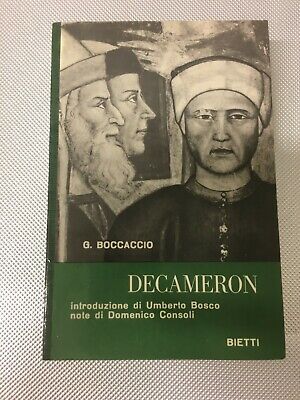 G. BOCCACCIO
DECAMERON
introduzione di Umberto Bosco
note di Domenico Consoli
BIETTI